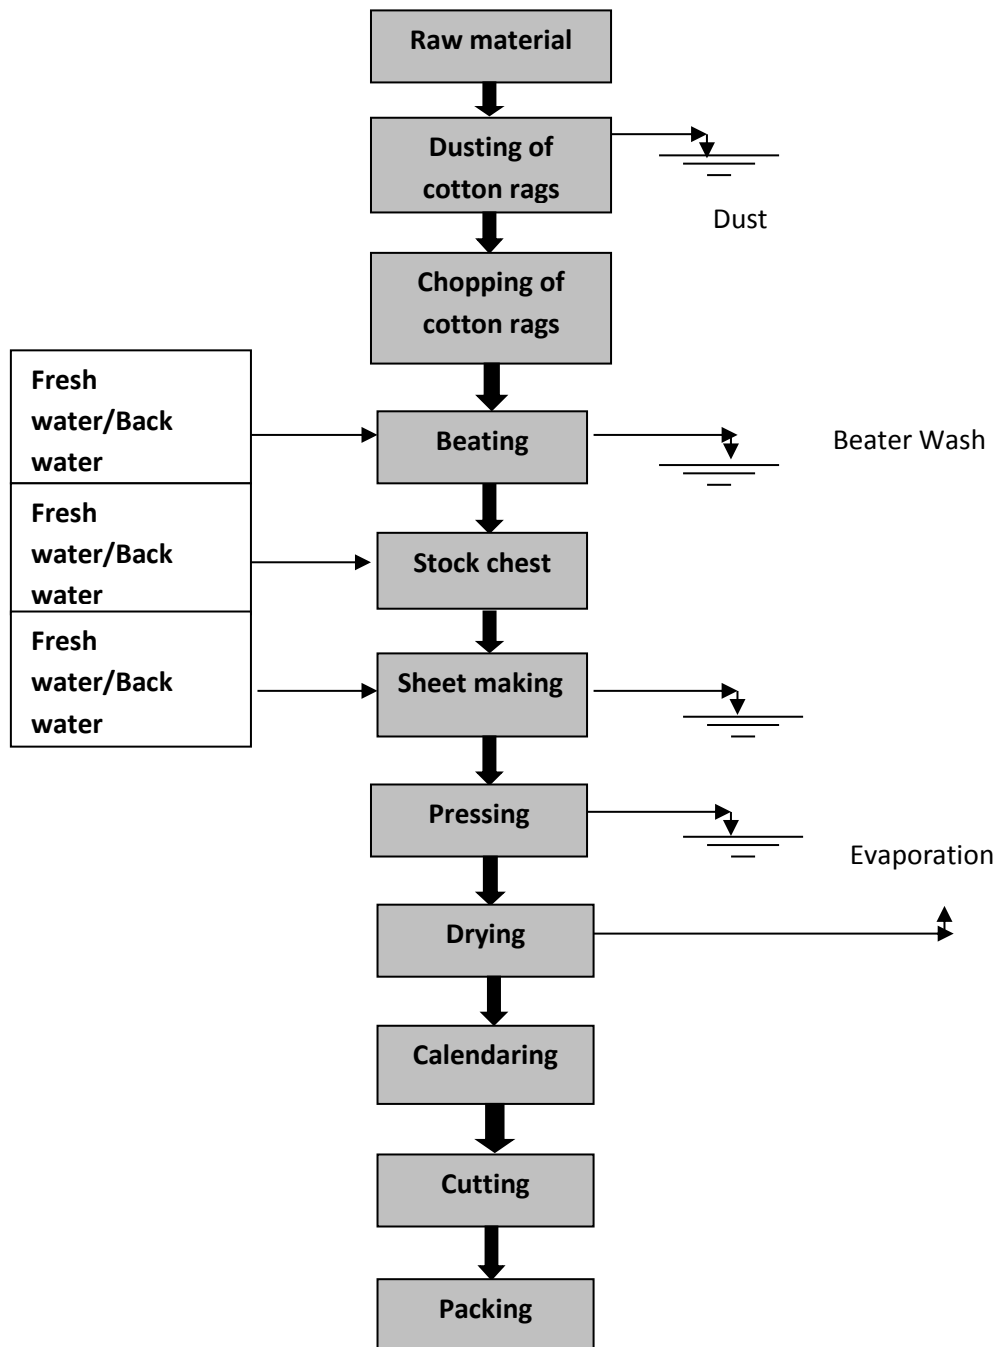 Raw material
Dusting of
cotton rags
Dust
Chopping of
cotton rags
Fresh
water/Back
water
Beating
Beater Wash
Fresh
water/Back
water
Stock chest
Fresh
water/Back
water
Sheet making
Pressing
Evaporation
Drying
Calendaring
Cutting
Packing